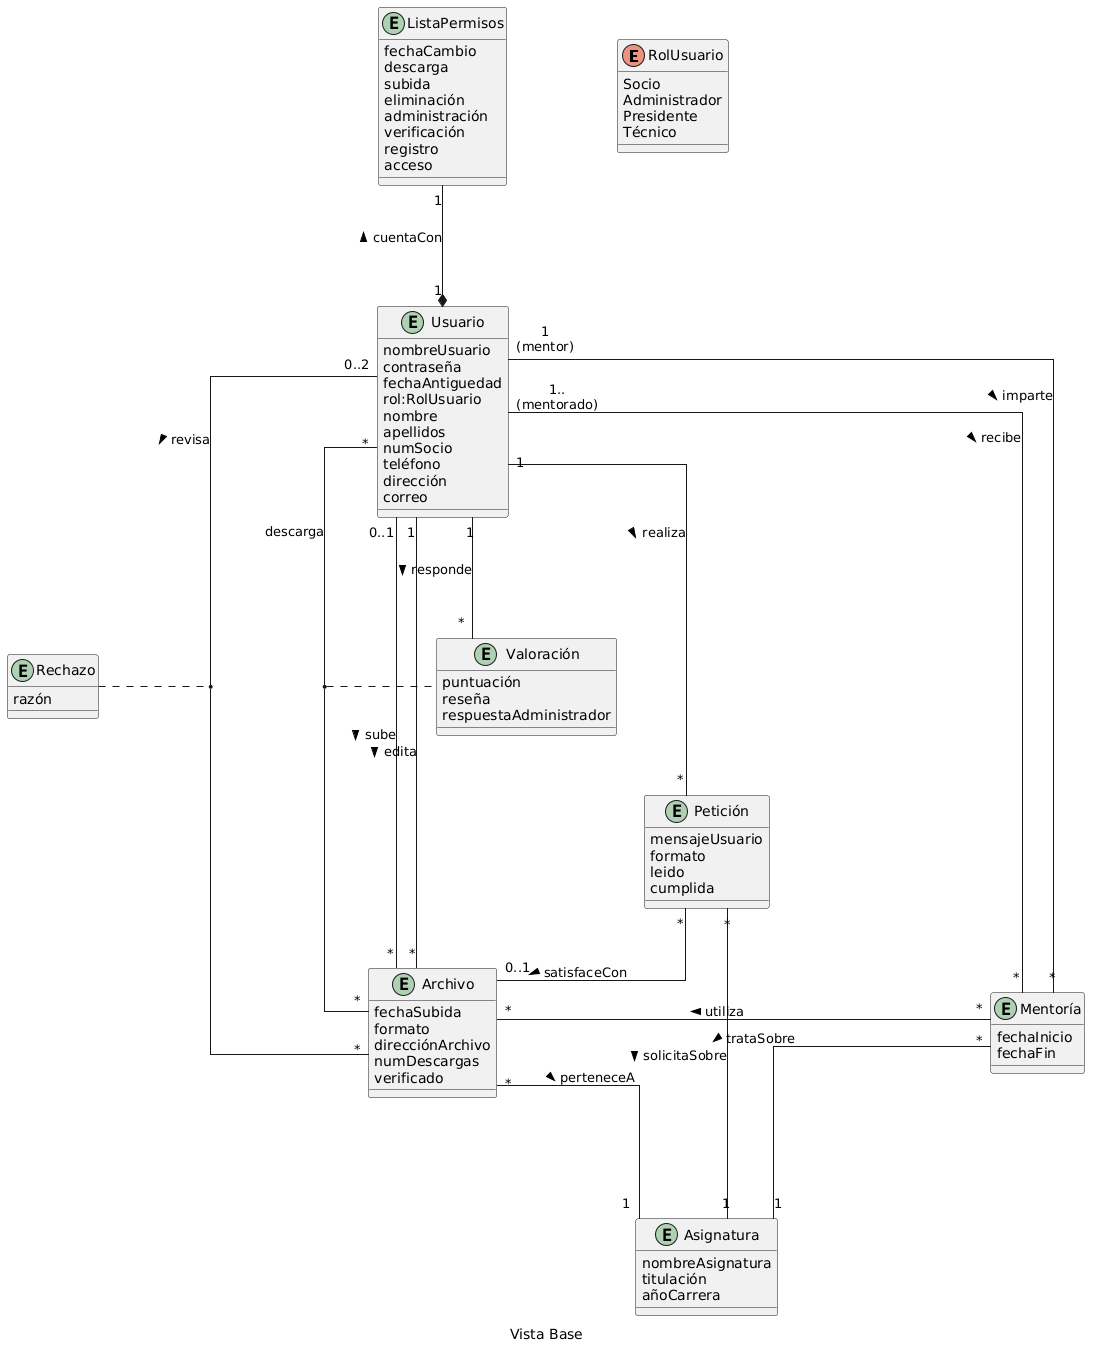 E ListaPermisos
fechaCambio
descarga
subida
eliminación
administración
verificación
registro
acceso
E RolUsuario
Socio
Administrador
Presidente
Técnico
1
cuentaCon
1
E Usuario
nombreUsuario
contraseña
fechaAntiguedad
rol:RolUsuario
nombre
apellidos
numSocio
teléfono
dirección
correo
1
(mentor)
0..2
1..
(mentorado)
imparte
recibe
revisa
*
1
descarga
0..1
1
1
realiza
responde
*
E Rechazo
razón
E Valoración
puntuación
reseña
respuestaAdministrador
sube
edita
*
E Petición
mensajeUsuario
formato
leido
cumplida
*
*
*
*
0..1
satisfaceCon
*
*
E Archivo
fechaSubida
formato
direcciónArchivo
numDescargas
verificado
*
*
*
utiliza
*
E Mentoría
fechaInicio
fechaFin
trataSobre
*
solicitaSobre
*
perteneceA
1
1
1
E Asignatura
nombreAsignatura
titulación
añoCarrera
Vista Base